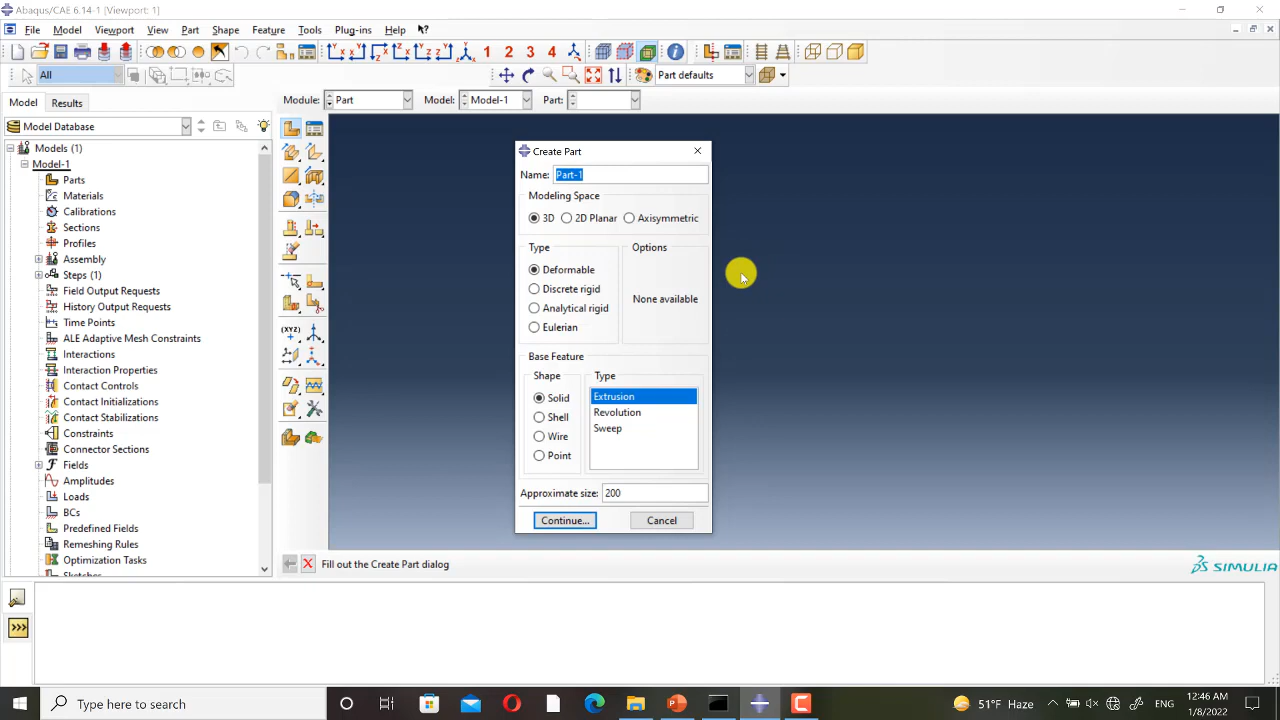 Abaqus/CAE 6.14-1 [Viewport: 1]
File Model Viewport View Part Shape Feature Tools Plug-ins Help
1 2 3 4
All
Part defaults
Model Results
Module: Part Model: Model-1 Part:
Model Database
Models (1)
Model-1
Parts
Materials
Calibrations
Sections
Profiles
Assembly
Steps (1)
Field Output Requests
History Output Requests
Time Points
ALE Adaptive Mesh Constraints
Interactions
Interaction Properties
Contact Controls
Contact Initializations
Contact Stabilizations
Constraints
Connector Sections
Fields
Amplitudes
Loads
BCs
Predefined Fields
Remeshing Rules
Optimization Tasks
Sketches
(XYZ)
Create Part
Name: Part-1
Modeling Space
3D 2D Planar Axisymmetric
Type
Deformable
Discrete rigid
Analytical rigid
Eulerian
Options
None available
Base Feature
Shape
Solid
Shell
Wire
Point
Type
Extrusion
Revolution
Sweep
Approximate size: 200
Continue... Cancel
Fill out the Create Part dialog
SIMULIA
>>>
Type here to search
51°F Haze
ENG
12:46 AM
1/8/2022